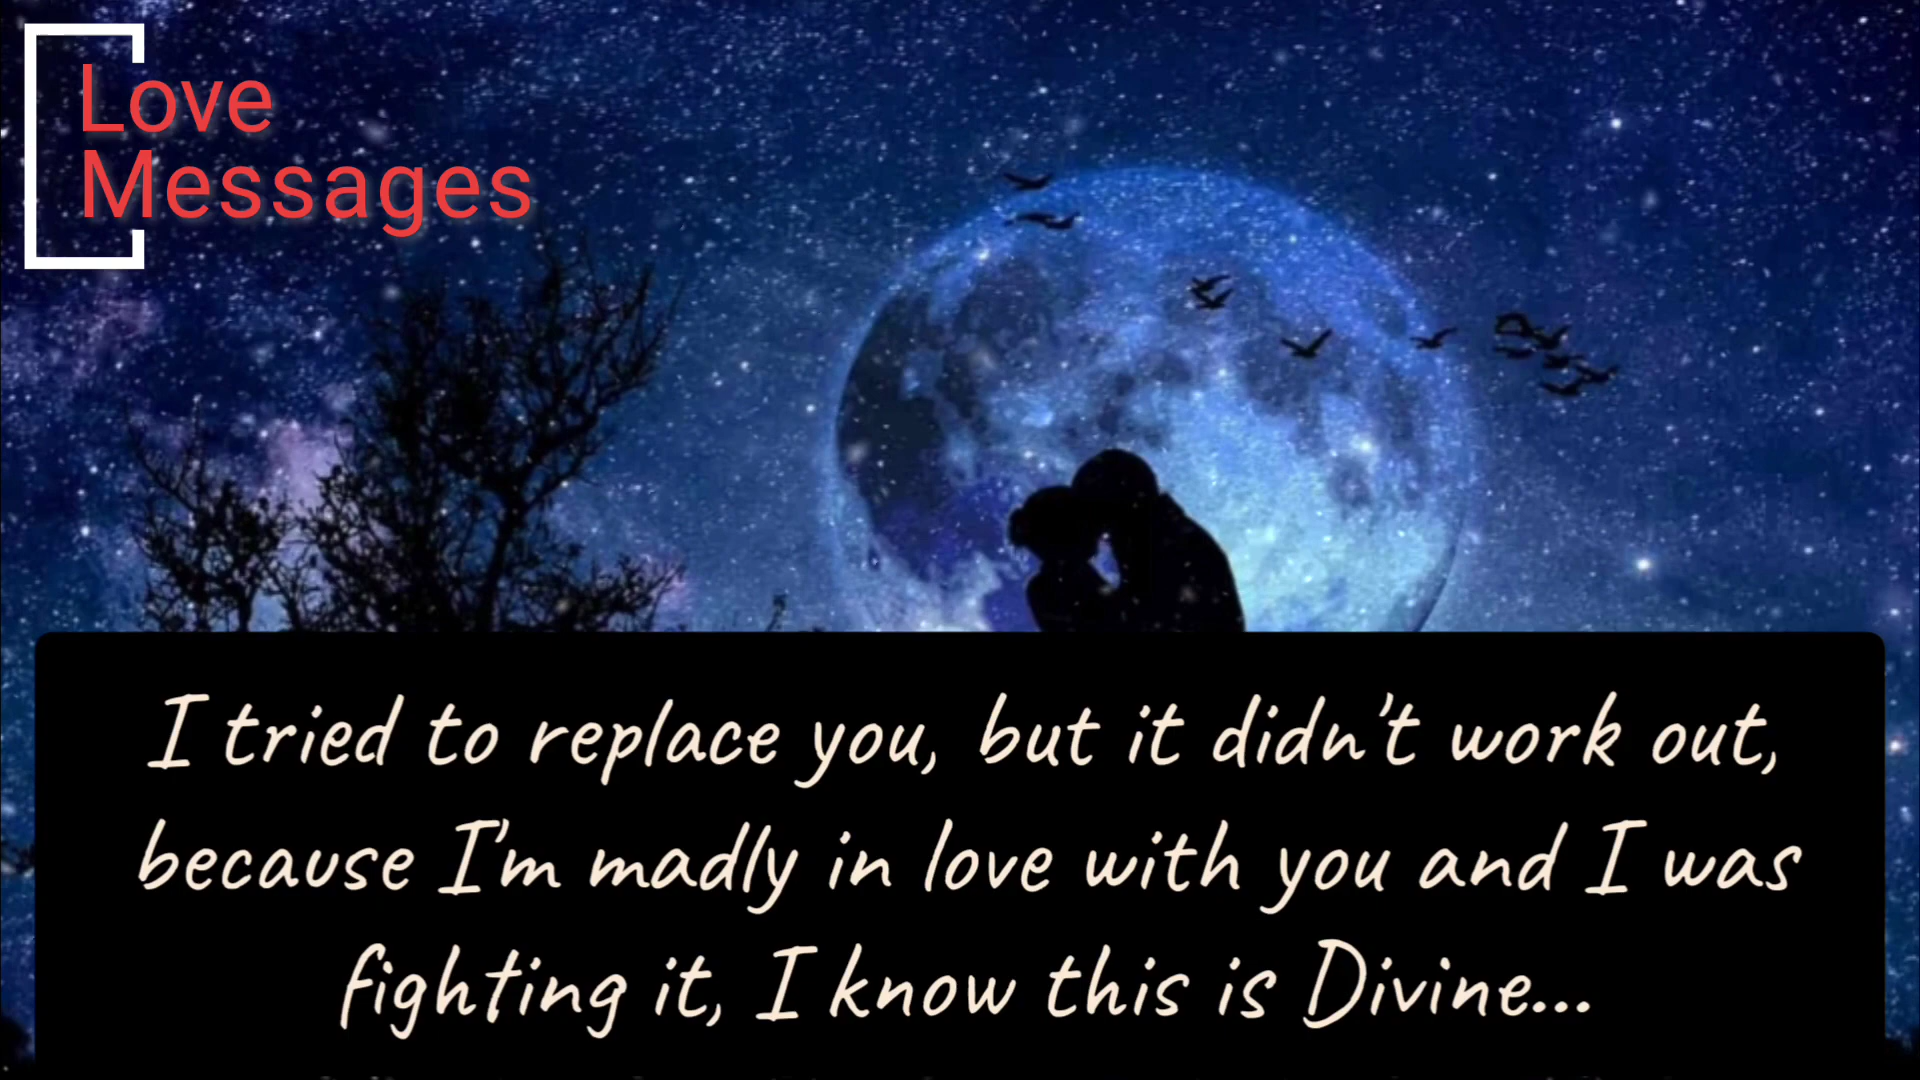 Love
Messages
I tried to replace you, but it didn't work out,
because I'm madly in love with you and I was
fighting it, I know this is Divine...